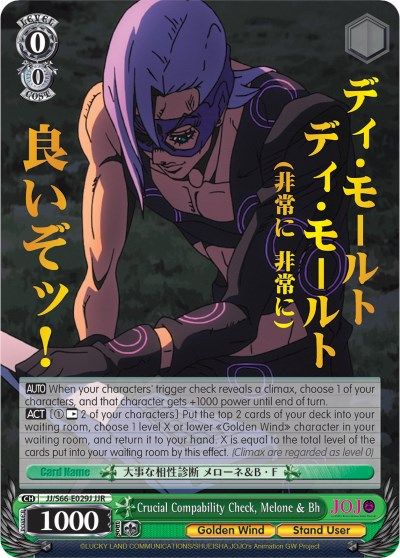 LEVEL
0
0
COST
ディ・モールト
ディ・モールト
(非常に 非常に)
良いぞッ!
AUTO When your characters' trigger check reveals a climax, choose 1 of your
characters, and that character gets +1000 power until end of turn.
ACT [① 2 of your characters] Put the top 2 cards of your deck into your
waiting room, choose 1 level X or lower «Golden Wind» character in your
waiting room, and return it to your hand. X is equal to the total level of the
cards put into your waiting room by this effect. (Climax are regarded as level 0)
Card Name
大事な相性診断 メローネ&B・F
CH JJ/S66-E029J JJR
Crucial Compability Check, Melone & Bh
JOJO
1000
Golden Wind
Stand User
©LUCKY LAND COMMUNICATIONS/SHUEISHA,JOJO's Animation GW Project